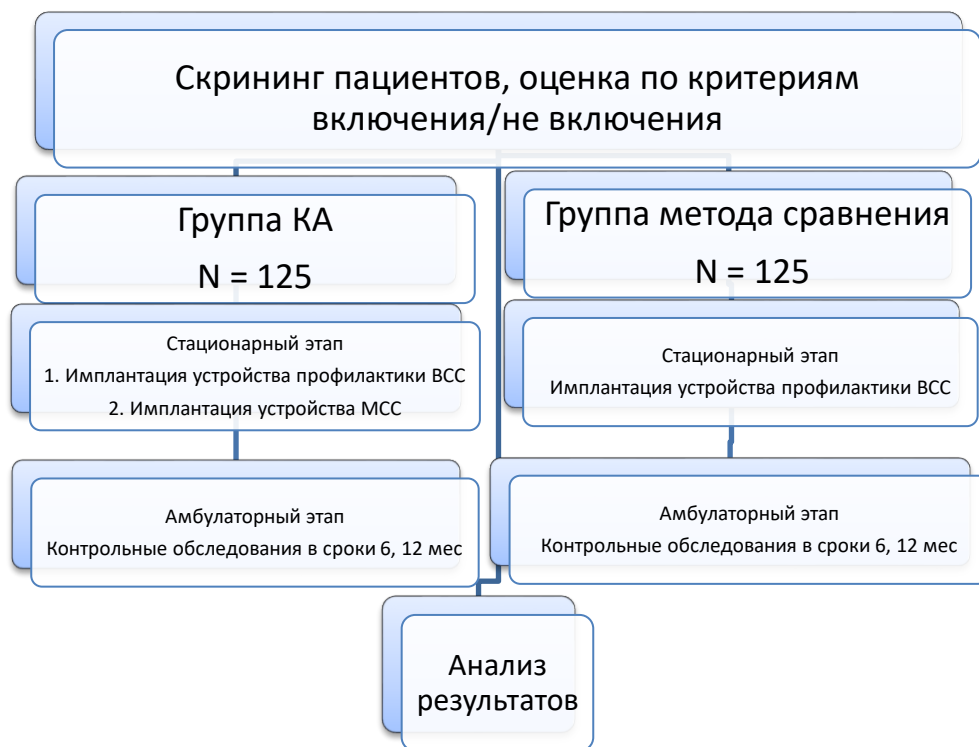 Скрининг пациентов, оценка по критериям
включения/не включения
Группа КА
N = 125
Группа метода сравнения
N = 125
Стационарный этап
1. Имплантация устройства профилактики ВСС
2. Имплантация устройства МСС
Стационарный этап
Имплантация устройства профилактики ВСС
Амбулаторный этап
Контрольные обследования в сроки 6, 12 мес
Амбулаторный этап
Контрольные обследования в сроки 6, 12 мес
Анализ
результатов